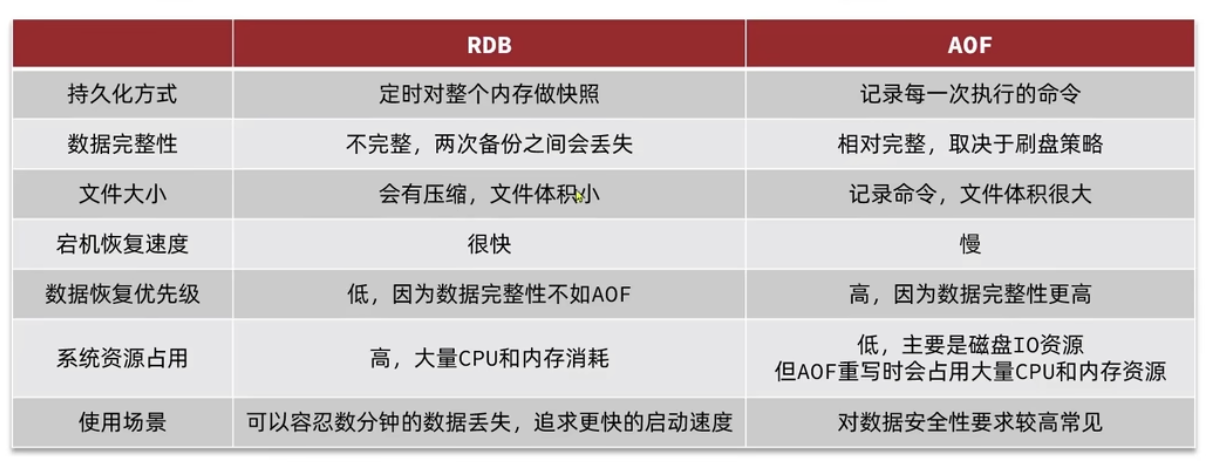 RDB AOF
持久化方式 定时对整个内存做快照 记录每一次执行的命令
数据完整性 不完整，两次备份之间会丢失 相对完整，取决于刷盘策略
文件大小 会有压缩，文件体积小 记录命令，文件体积很大
宕机恢复速度 很快 慢
数据恢复优先级 低，因为数据完整性不如AOF 高，因为数据完整性更高
系统资源占用 高，大量CPU和内存消耗 低，主要是磁盘IO资源
但AOF重写时会占用大量CPU和内存资源
使用场景 可以容忍数分钟的数据丢失，追求更快的启动速度 对数据安全性要求较高常见